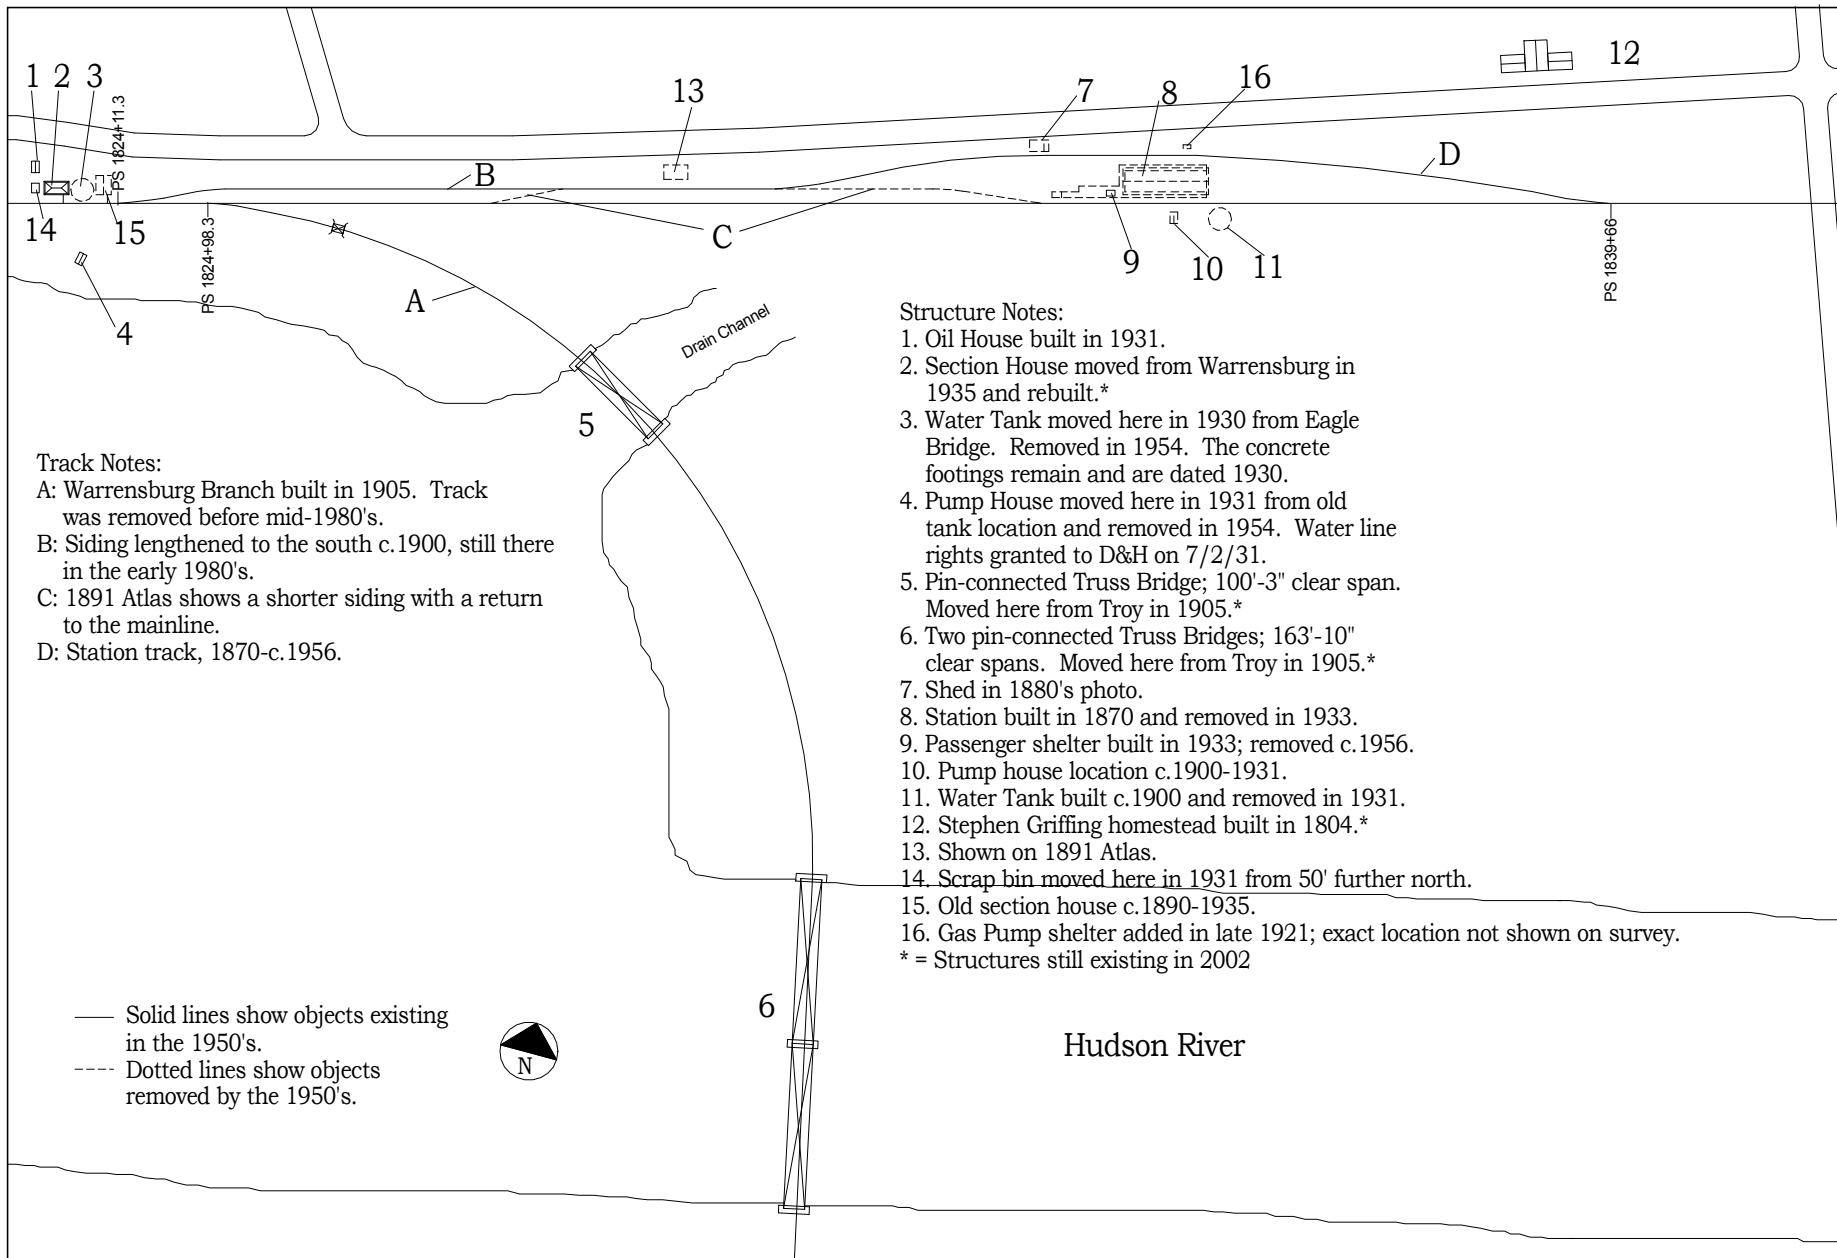 1 2 3
13
7
8
16
12
PS 1824+11.3
B
D
14
15
C
9
10
11
PS 1824+98.3
PS 1839+66
4
A
Drain Channel
5
Track Notes:
A: Warrensburg Branch built in 1905. Track
was removed before mid-1980's.
B: Siding lengthened to the south c.1900, still there
in the early 1980's.
C: 1891 Atlas shows a shorter siding with a return
to the mainline.
D: Station track, 1870-c.1956.
Structure Notes:
1. Oil House built in 1931.
2. Section House moved from Warrensburg in
1935 and rebuilt.*
3. Water Tank moved here in 1930 from Eagle
Bridge. Removed in 1954. The concrete
footings remain and are dated 1930.
4. Pump House moved here in 1931 from old
tank location and removed in 1954. Water line
rights granted to D&H on 7/2/31.
5. Pin-connected Truss Bridge; 100'-3" clear span.
Moved here from Troy in 1905.*
6. Two pin-connected Truss Bridges; 163'-10"
clear spans. Moved here from Troy in 1905.*
7. Shed in 1880's photo.
8. Station built in 1870 and removed in 1933.
9. Passenger shelter built in 1933; removed c.1956.
10. Pump house location c.1900-1931.
11. Water Tank built c.1900 and removed in 1931.
12. Stephen Griffing homestead built in 1804.*
13. Shown on 1891 Atlas.
14. Scrap bin moved here in 1931 from 50' further north.
15. Old section house c.1890-1935.
16. Gas Pump shelter added in late 1921; exact location not shown on survey.
* = Structures still existing in 2002
6
Hudson River
Solid lines show objects existing
in the 1950's.
Dotted lines show objects
removed by the 1950's.
N